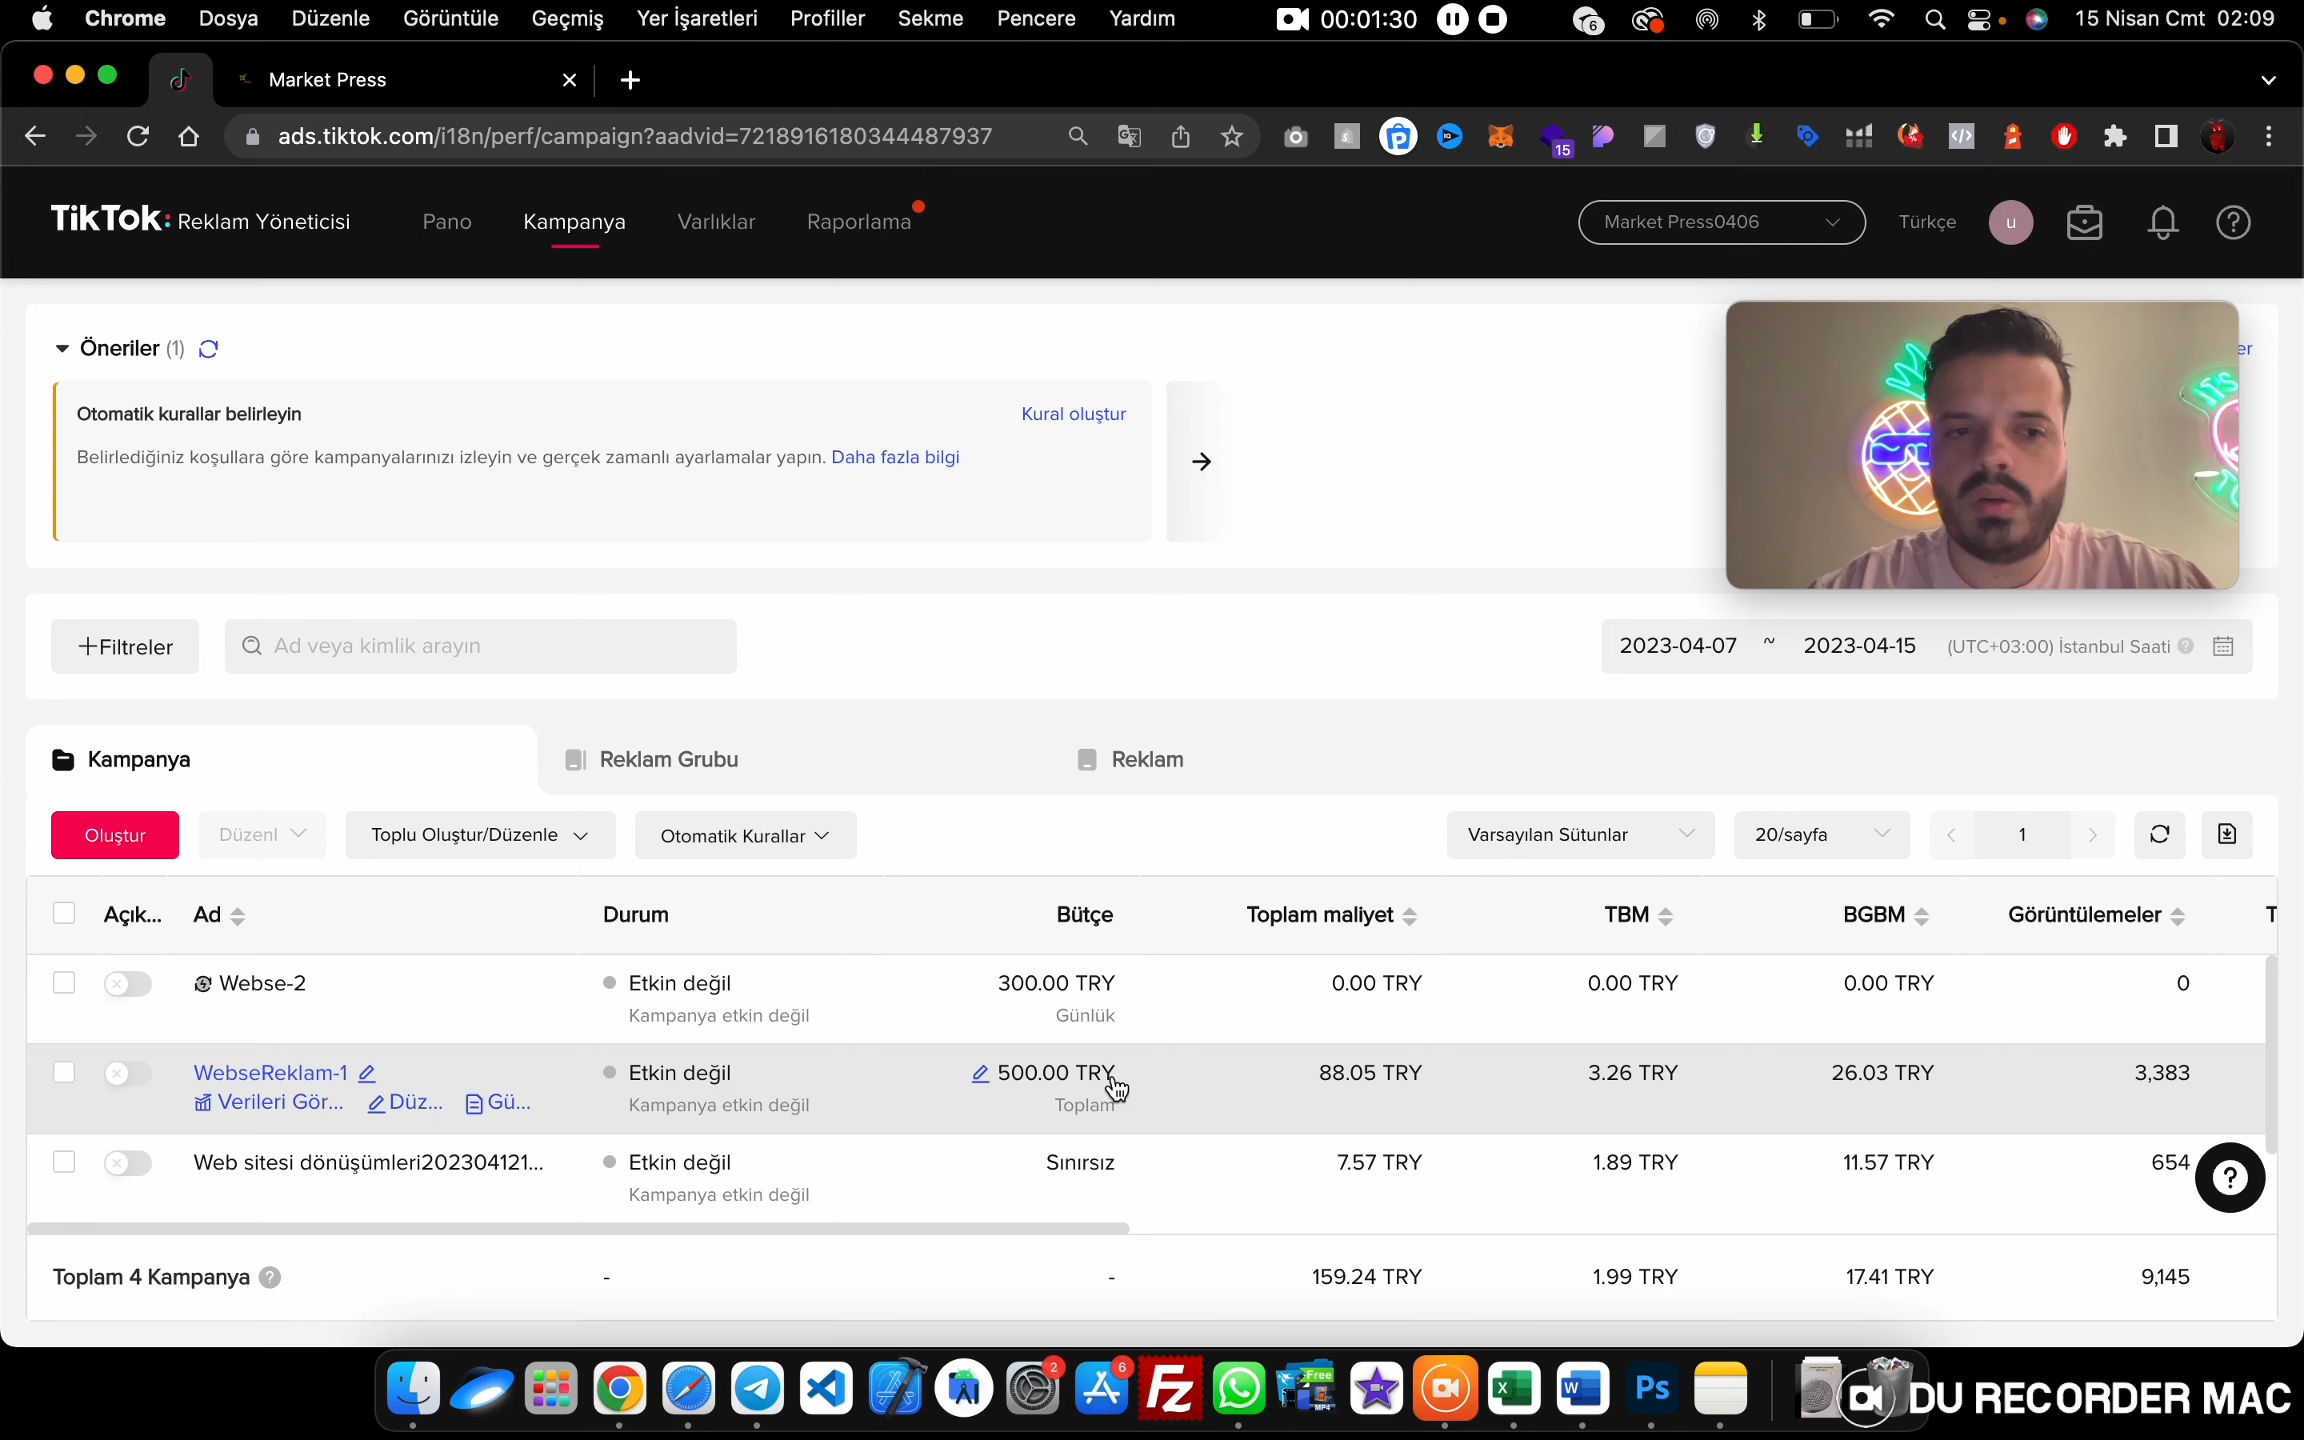 Chrome Dosya Düzenle Görüntüle Geçmiş Yer İşaretleri Profiller Sekme Pencere Yardım 00:01:30 6 15 Nisan Cmt 02:09
Market Press
ads.tiktok.com/i18n/perf/campaign?aadvid=7218916180344487937 15
TikTok: Reklam Yöneticisi Pano Kampanya Varlıklar Raporlama Market Press0406 Türkçe u
Öneriler (1)
er
Otomatik kurallar belirleyin Kural oluştur
Belirlediğiniz koşullara göre kampanyalarınızı izleyin ve gerçek zamanlı ayarlamalar yapın. Daha fazla bilgi
+Filtreler Ad veya kimlik arayın 2023-04-07 ~ 2023-04-15 (UTC+03:00) İstanbul Saati
Kampanya Reklam Grubu Reklam
Oluştur Düzenl Toplu Oluştur/Düzenle Otomatik Kurallar Varsayılan Sütunlar 20/sayfa 1
Açık... Ad Durum Bütçe Toplam maliyet TBM BGBM Görüntülemeler T
Webse-2 Etkin değil 300.00 TRY 0.00 TRY 0.00 TRY 0.00 TRY 0
Kampanya etkin değil Günlük
WebseReklam-1 Etkin değil 500.00 TRY 88.05 TRY 3.26 TRY 26.03 TRY 3,383
Verileri Gör... Düz... Gü... Kampanya etkin değil Toplam
Web sitesi dönüşümleri202304121... Etkin değil Sınırsız 7.57 TRY 1.89 TRY 11.57 TRY 654
Kampanya etkin değil
Toplam 4 Kampanya - - 159.24 TRY 1.99 TRY 17.41 TRY 9,145
2 6 Fz Free MP4 X W Ps
DU RECORDER MAC